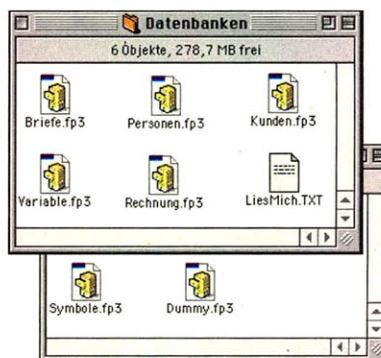 Datenbanken
6 Objekte, 278,7 MB frei
Briefe.fp3 Personen.fp3 Kunden.fp3
Variable.fp3 Rechnung.fp3 LiesMich.TXT
Symbole.fp3 Dummy.fp3